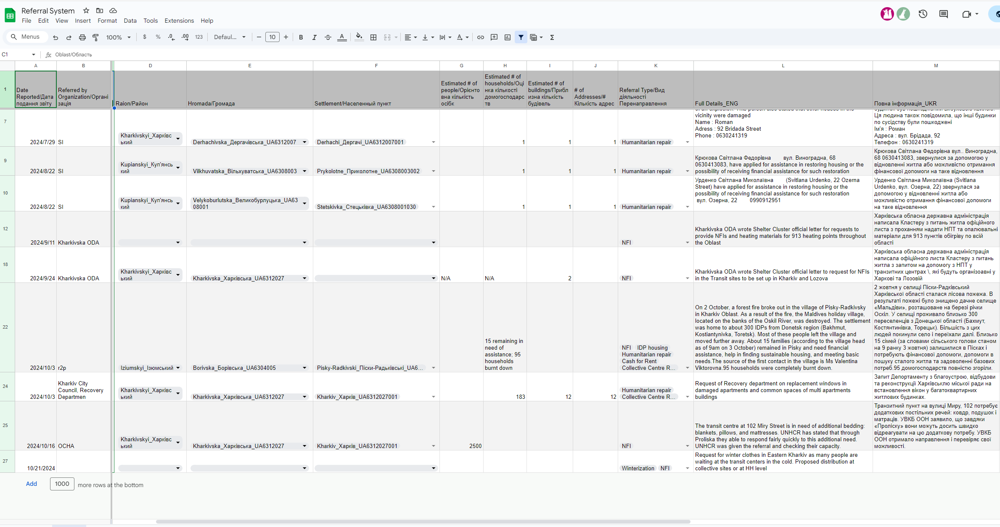 Referral System
File Edit View Insert Format Data Tools Extensions Help
Menus 100% $ % .0 .00 123 Defaul... 10 B I A A Σ
C1 fx Oblast/Область
A B D E F G H I J K L M
1
Date Reported/Дата подання звіту
Referred by Organization/Організація
Raion/Район
Hromada/Громада
Settlement/Населенный пункт
Estimated # of people/Орієнтовна кількість осібк
Estimated # of households/Оцінка кількості домогосподарств
Estimated # of buildings/Приблизна кількість будівель
# of Addresses/# Кількість адрес
Referral Type/Вид діяльності Перенаправлення
Full Details_ENG
Повна інформація_UKR
7
2024/7/29 SI
Kharkivskyi_Харківський
Derhachivska_Дергачівська_UA6312007
Derhachi_Дергачі_UA6312007001
1 1 1
Humanitarian repair
vicinity were damaged
Name : Roman
Adress : 92 Bridada Street
Phone : 0630241319
Ця людина також повідомила, що інші будинки
по сусідству були пошкоджені
Ім'я : Роман
Адреса : вул. Брідада, 92
Телефон : 0630241319
9
2024/8/22 SI
Kupianskyi_Куп'янський
Vilkhuvatska_Вільхуватська_UA6308003
Prykolotne_Приколотне_UA6308003002
1 1 1
Humanitarian repair
Крюкова Світлана Федорівна вул. Виноградна, 68
0630413083, have applied for assistance in restoring housing or the
possibility of receiving financial assistance for such restoration
Крюкова Світлана Федорівна вул.. Виноградна,
68 0630413083, звернулися за допомогою у
відновленні житла або можливістю отримання
фінансової допомоги на таке відновлення
10
2024/8/22 SI
Kupianskyi_Куп'янський
Velykoburlutska_Великобурлуцька_UA6308001
Stetskivka_Стецьківка_UA6308001030
1 1 1
Humanitarian repair
Урденко Світлана Миколаївна (Svitlana Urdenko, 22 Ozerna
Street) have applied for assistance in restoring housing or the
possibility of receiving financial assistance for such restoration
вул. Озерна, 22 0990912951
Урденко Світлана Миколаївна (Svitlana
Urdenko, вул. Озерна, 22) звернулася за
допомогою у відновленні житла або
можливістю отримання фінансової допомоги
на таке відновлення
12
2024/9/11 Kharkivska ODA
NFI
Kharkivska ODA wrote Shelter Cluster official letter for requests to
provide NFIs and heating materials for 913 heating points throughout
the Oblast
Харківська обласна державна адміністрація
написала Кластеру з питань житла офіційного
листа з проханням надати НПТ та опалювальні
матеріали для 913 пунктів обігріву по всій
області
18
2024/9/24 Kharkivska ODA
Kharkivskyi_Харківський
Kharkivska_Харківська_UA6312027
N/A N/A 2
NFI
Kharkivska ODA wrote Shelter Cluster official letter to request for NFIs
in the Transit sites to be set up in Kharkiv and Lozova
Харківська обласна державна адміністрація
написала офіційного листа Кластеру з питань
житла з запитом на допомогу з НПТ у
транзитних центрах \, які будуть організоавні у
Харкові та Лозовій
22
2024/10/3 r2p
Iziumskyi_Ізюмський
Borivska_Борівська_UA6304005
Pisky-Radkivski_Піски-Радьківські_UA6...
15 remaining in
need of
assistance; 95
households
burnt down
NFI IDP housing
Humanitarian repair
Cash for Rent
Collective Centre R...
On 2 October, a forest fire broke out in the village of Pisky-Radkivsky
in Kharkiv Oblast. As a result of the fire, the Maldives holiday village,
located on the banks of the Oskil River, was destroyed. The settlement
was home to about 300 IDPs from Donetsk region (Bakhmut,
Kostiantynivka, Toretsk). Most of these people left the village and
moved further away. About 15 families (according to the village head
as of 9am on 3 October) remained in Pisky and need financial
assistance, help in finding sustainable housing, and meeting basic
needs.The source of the first contact in the village is Ms Valentina
Viktorovna.95 households were completely burnt down.
2 жовтня у селищі Піски-Радківський
Харківської області сталася лісова пожежа. В
результаті пожежі було знищено дачне селище
«Мальдіви», розташоване на березі річки
Оскіл. У селищі проживало близько 300
переселенців з Донецької області (Бахмут,
Костянтинівка, Торецьк). Більшість з цих
людей покинули село і переїхали далі. Близько
15 сімей (за словами сільського голови станом
на 9 ранку 3 жовтня) залишилися в Пісках і
потребують фінансової допомоги, допомоги в
пошуку сталого житла та задоволенні базових
потреб.95 домогосподарств повністю згоріли.
24
2024/10/3
Kharkiv City
Council, Recovery
Departmen
Kharkivskyi_Харківський
Kharkivska_Харківська_UA6312027
Kharkiv_Харків_UA6312027001
183 12 12
Humanitarian repair
Collective Centre R...
Request of Recovery department on replacement windows in
damaged apartments and common spaces of multi apartments
buildings
Запит Депортаменту з благоустрою, відбудови
та реконструкції Харківськлю міської ради на
встановлення вікон у багатоквартирних
житлових будинках.
25
2024/10/16 OCHA
Kharkivskyi_Харківський
Kharkivska_Харківська_UA6312027
Kharkiv_Харків_UA6312027001
2500
NFI
The transit centre at 102 Miry Street is in need of additional bedding:
blankets, pillows, and mattresses. UNHCR has stated that through
Proliska they able to respond fairly quickly to this additional need.
UNHCR was given the referral and checking their capacity.
Транзитний пункт на вулиці Миру, 102 потребує
додаткових постільних речей: ковдр, подушок і
матраців. УВКБ ООН заявило, що завдяки
«Проліску» вони можуть досить швидко
відреагувати на цю додаткову потребу. УВКБ
ООН отримало направлення і перевіряє свої
можливості.
27
10/21/2024
Winterization NFI
Request for winter clothes in Eastern Kharkiv as many people are
waiting at the transit centers in the cold. Proposed distribution at
collective sites or at HH level
Add 1000 more rows at the bottom